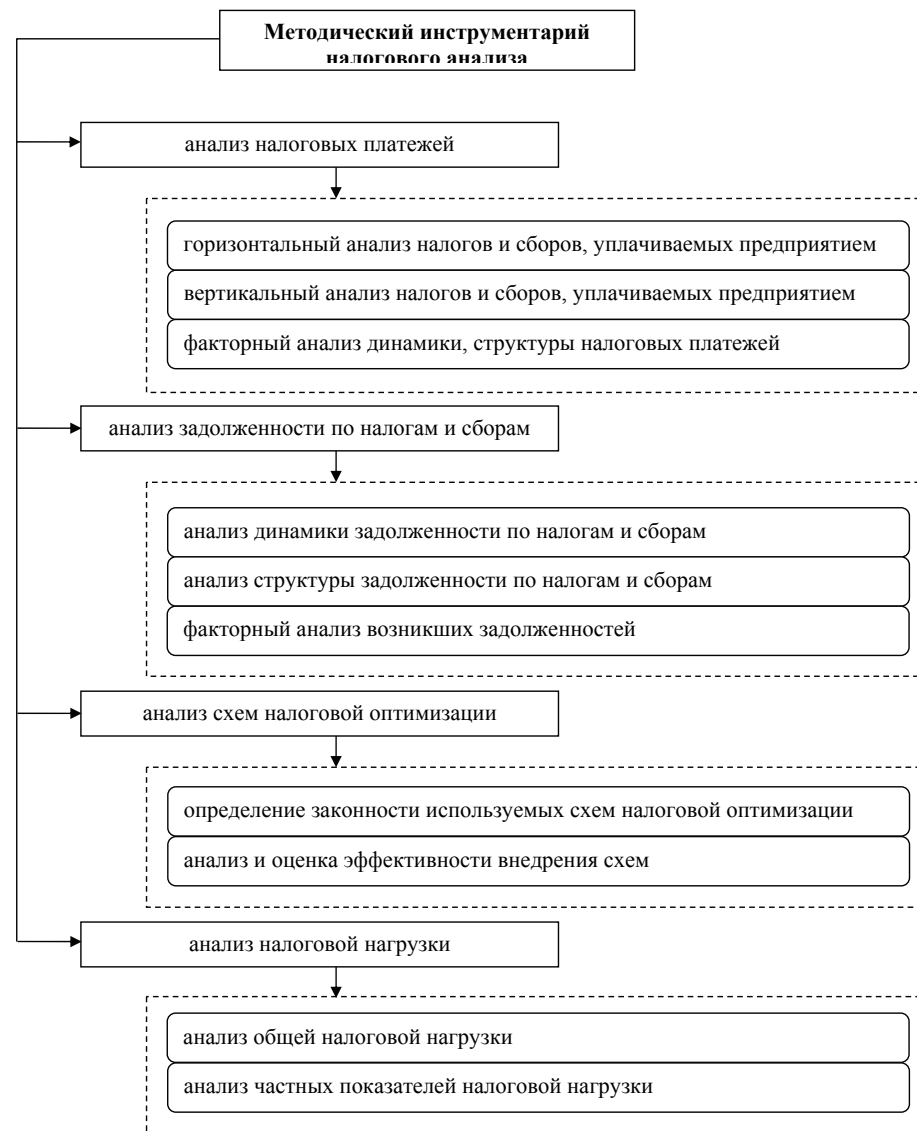 Методический инструментарий
налогового анализа
анализ налоговых платежей
горизонтальный анализ налогов и сборов, уплачиваемых предприятием
вертикальный анализ налогов и сборов, уплачиваемых предприятием
факторный анализ динамики, структуры налоговых платежей
анализ задолженности по налогам и сборам
анализ динамики задолженности по налогам и сборам
анализ структуры задолженности по налогам и сборам
факторный анализ возникших задолженностей
анализ схем налоговой оптимизации
определение законности используемых схем налоговой оптимизации
анализ и оценка эффективности внедрения схем
анализ налоговой нагрузки
анализ общей налоговой нагрузки
анализ частных показателей налоговой нагрузки